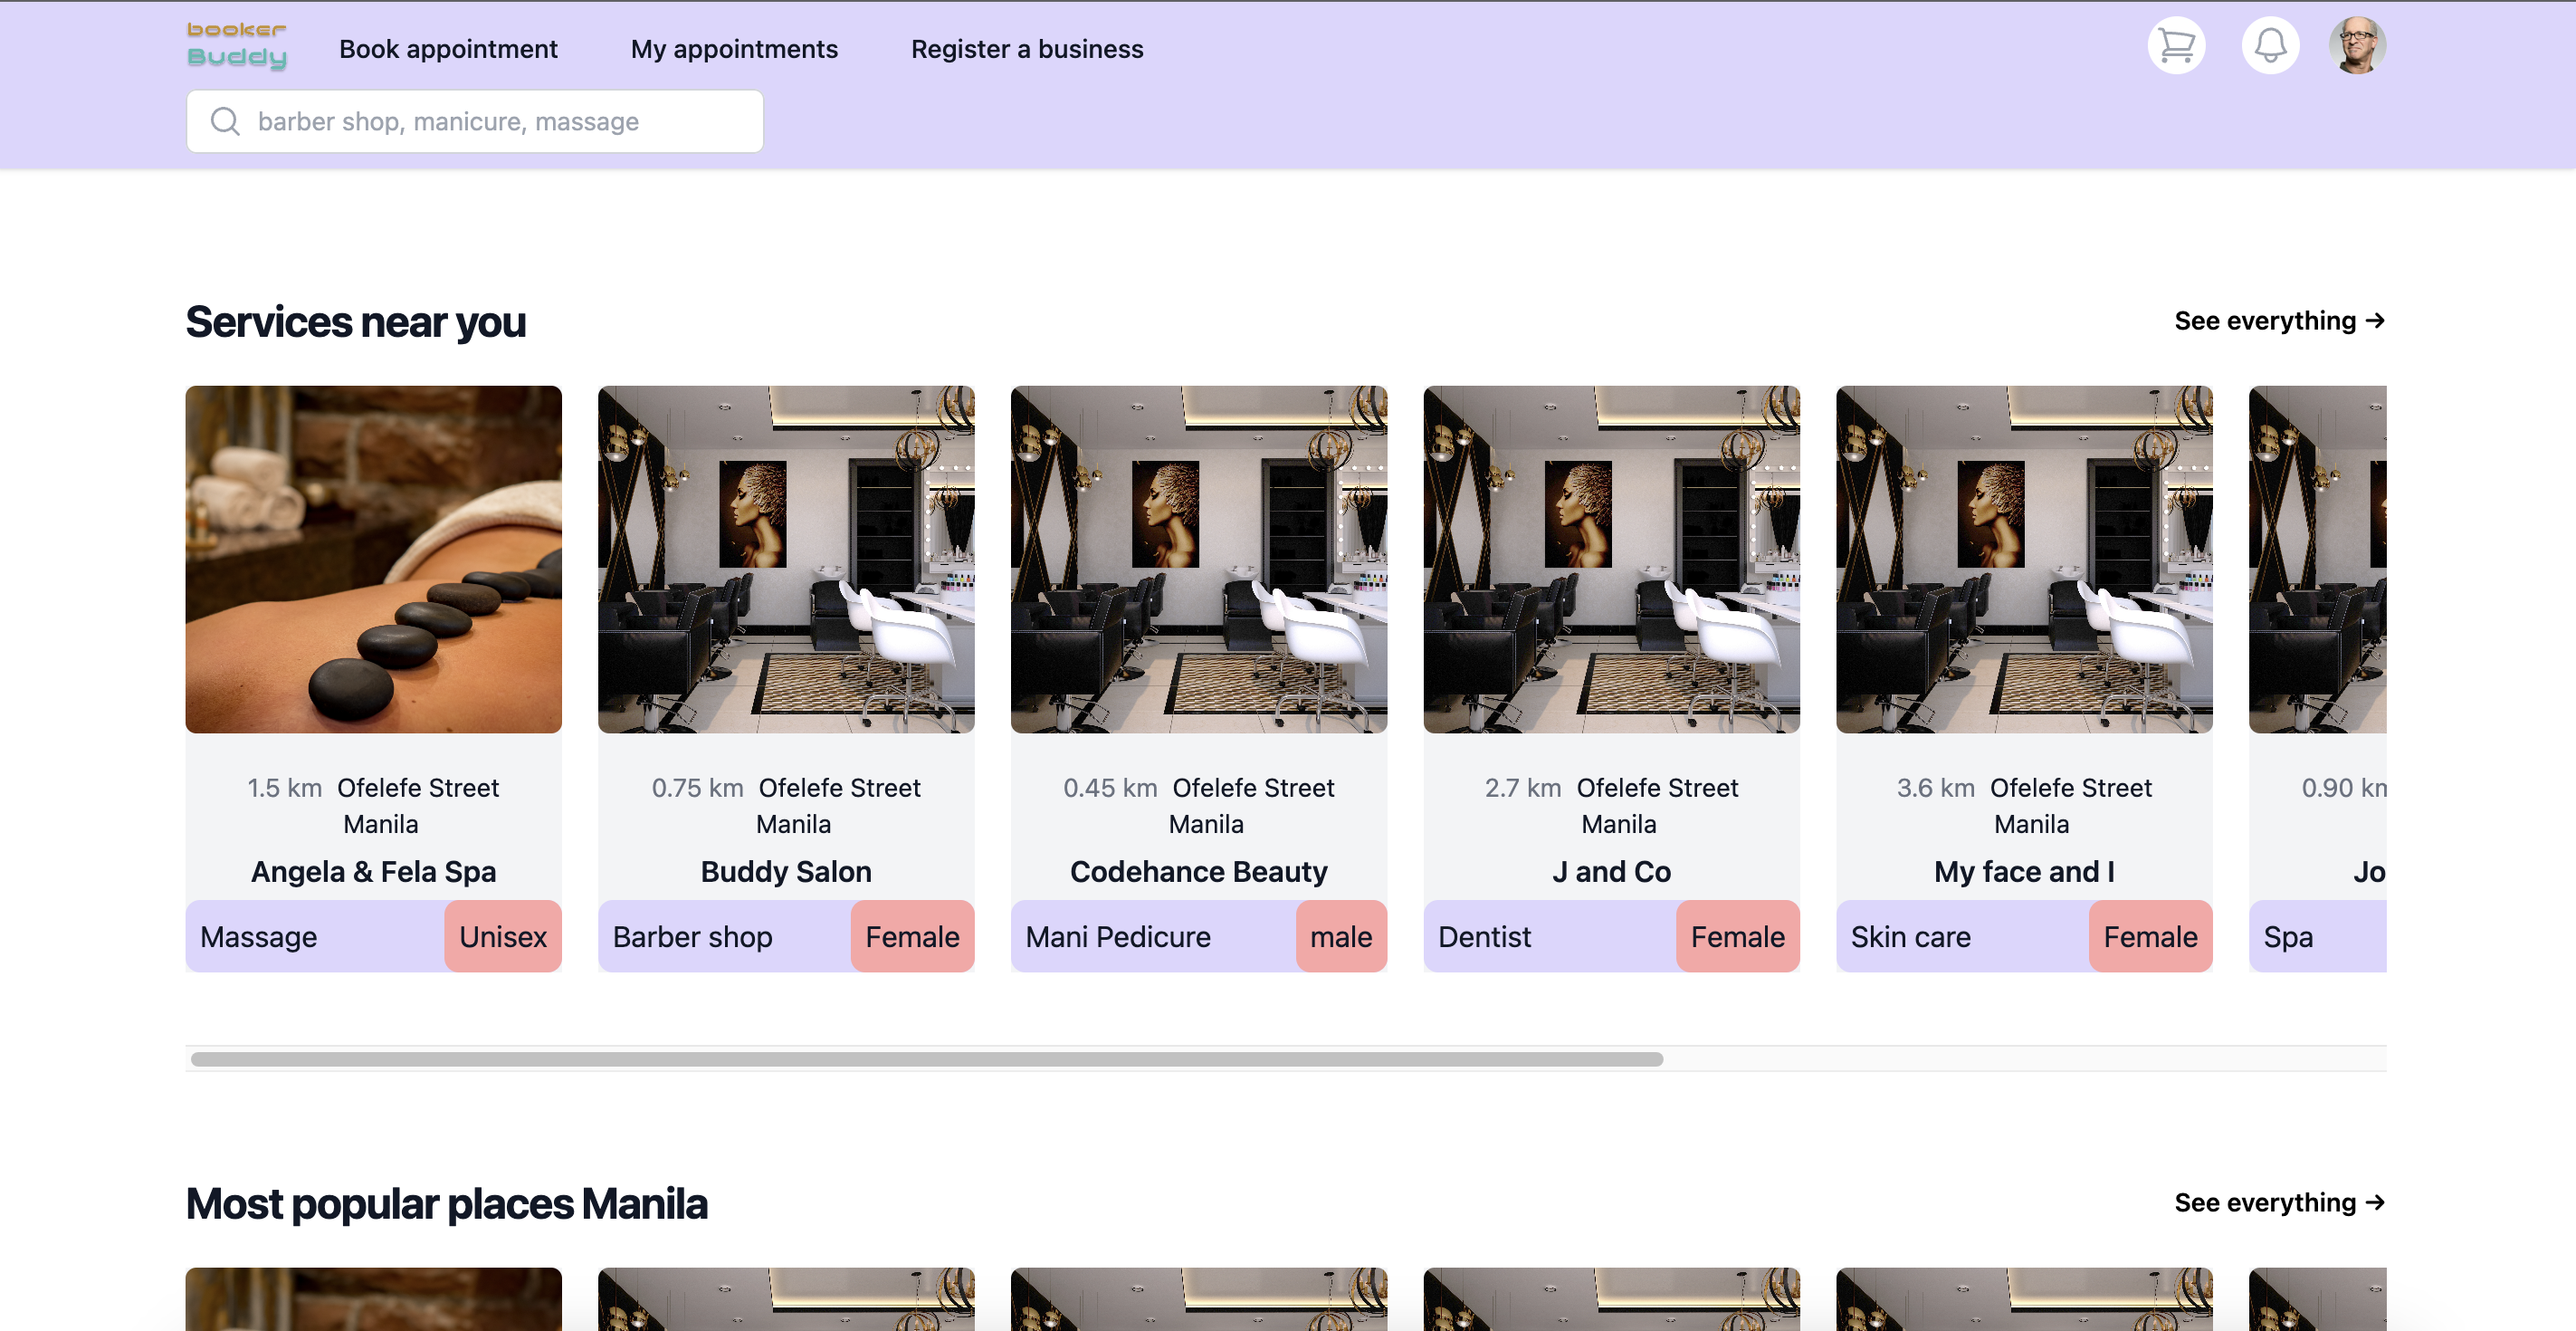 booker
Buddy
Book appointment
My appointments
Register a business
barber shop, manicure, massage
Services near you
See everything →
1.5 km Ofelefe Street
Manila
Angela & Fela Spa
Massage
Unisex
0.75 km Ofelefe Street
Manila
Buddy Salon
Barber shop
Female
0.45 km Ofelefe Street
Manila
Codehance Beauty
Mani Pedicure
male
2.7 km Ofelefe Street
Manila
J and Co
Dentist
Female
3.6 km Ofelefe Street
Manila
My face and I
Skin care
Female
0.90 km
Jo
Spa
Most popular places Manila
See everything →